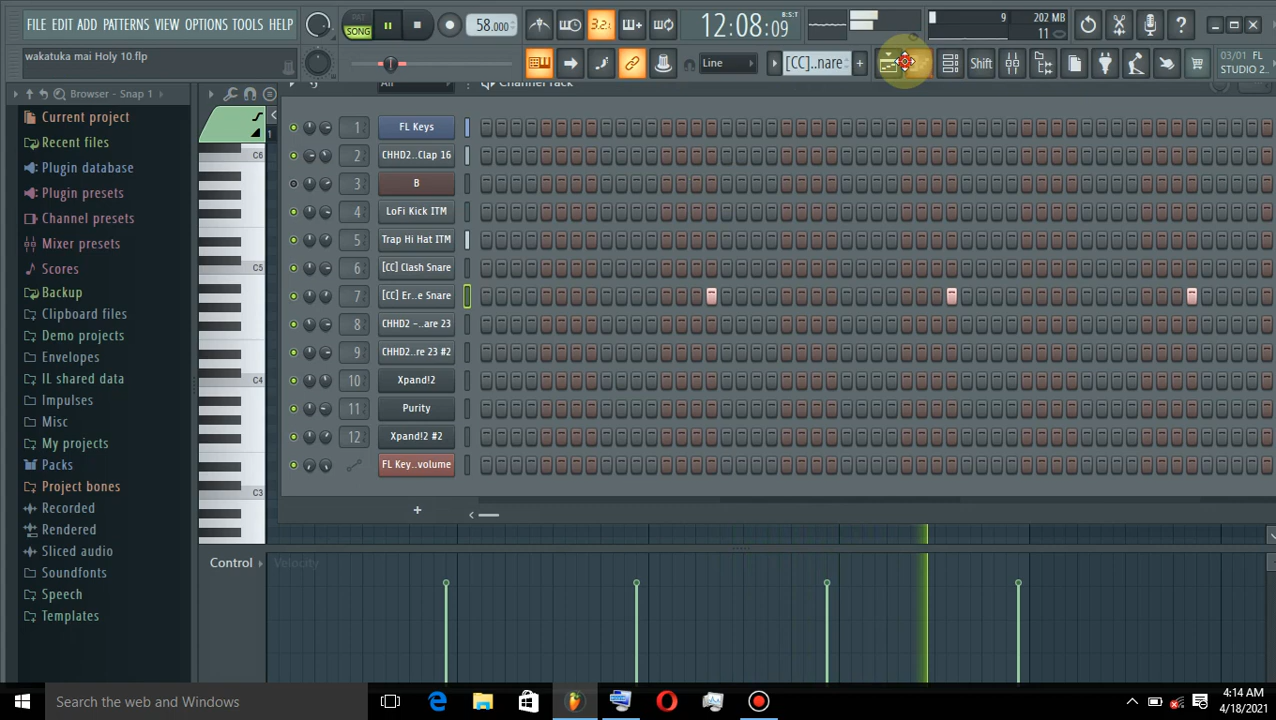 FILE EDIT ADD PATTERNS VIEW OPTIONS TOOLS HELP
PAT
SONG
58.000
3.2.
12:08:09
B:S:T
9
202 MB
11
wakatuka mai Holy 10.flp
Line
[CC]..nare
+
Shift
03/01 FL
STUDIO 2..
Browser - Snap 1
All
Channel rack
Current project
Recent files
Plugin database
Plugin presets
Channel presets
Mixer presets
Scores
Backup
Clipboard files
Demo projects
Envelopes
IL shared data
Impulses
Misc
My projects
Packs
Project bones
Recorded
Rendered
Sliced audio
Soundfonts
Speech
Templates
1
C6
C5
C4
C3
1 FL Keys
2 CHHD2..Clap 16
3 B
4 LoFi Kick ITM
5 Trap Hi Hat ITM
6 [CC] Clash Snare
7 [CC] Er..e Snare
8 CHHD2 -..are 23
9 CHHD2..re 23 #2
10 Xpand!2
11 Purity
12 Xpand!2 #2
FL Key..volume
+
Control
Velocity
Search the web and Windows
4:14 AM
4/18/2021